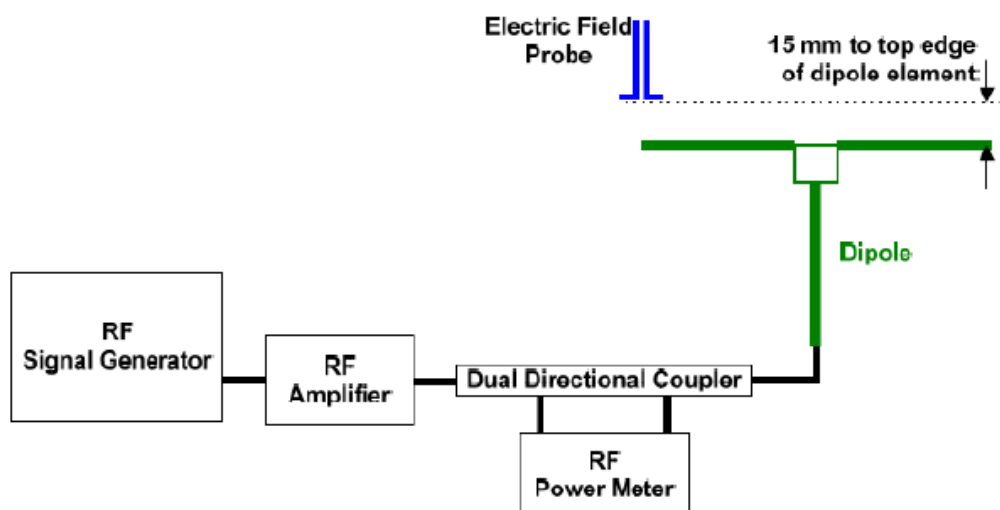 Electric Field
Probe
15 mm to top edge
of dipole element
Dipole
RF
Signal Generator
RF
Amplifier
Dual Directional Coupler
RF
Power Meter